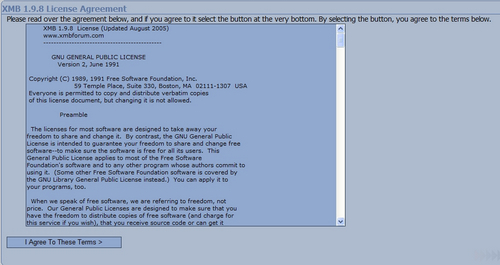 XMB 1.9.8 License Agreement
Please read over the agreement below, and if you agree to it select the button at the very bottom. By selecting the button, you agree to the terms below.
XMB 1.9.8  License (Updated August 2005)
www.xmbforum.com
----------------------------------------------
GNU GENERAL PUBLIC LICENSE
Version 2, June 1991
Copyright (C) 1989, 1991 Free Software Foundation, Inc.
59 Temple Place, Suite 330, Boston, MA  02111-1307  USA
Everyone is permitted to copy and distribute verbatim copies
of this license document, but changing it is not allowed.
Preamble
The licenses for most software are designed to take away your
freedom to share and change it.  By contrast, the GNU General Public
License is intended to guarantee your freedom to share and change free
software--to make sure the software is free for all its users.  This
General Public License applies to most of the Free Software
Foundation's software and to any other program whose authors commit to
using it.  (Some other Free Software Foundation software is covered by
the GNU Library General Public License instead.)  You can apply it to
your programs, too.
When we speak of free software, we are referring to freedom, not
price.  Our General Public Licenses are designed to make sure that you
have the freedom to distribute copies of free software (and charge for
this service if you wish), that you receive source code or can get it
I Agree To These Terms >